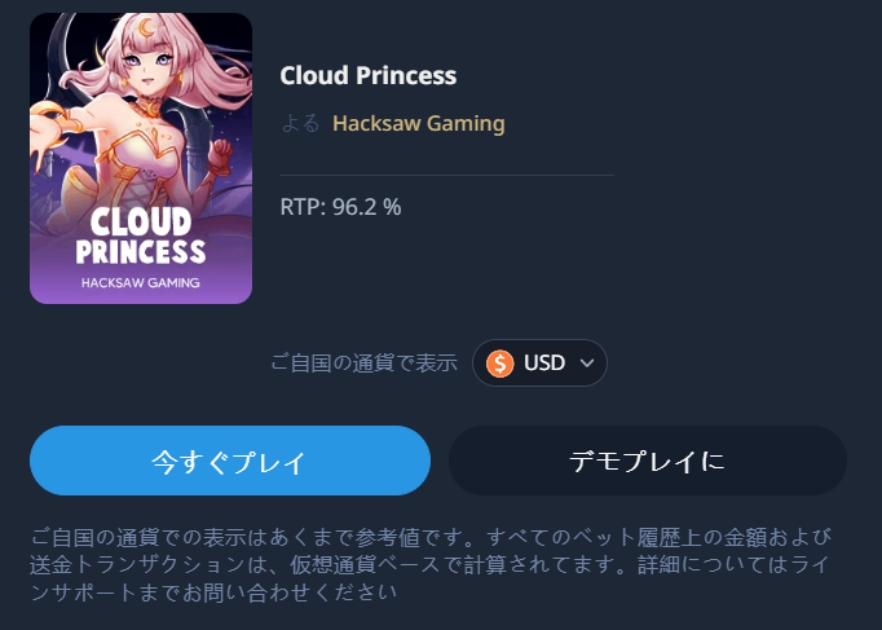 CLOUD
PRINCESS
HACKSAW GAMING
Cloud Princess
よる Hacksaw Gaming
RTP: 96.2 %
ご自国の通貨で表示 $ USD
今すぐプレイ
デモプレイに
ご自国の通貨での表示はあくまで参考値です。すべてのベット履歴上の金額および
送金トランザクションは、仮想通貨ベースで計算されてます。詳細についてはライ
ンサポートまでお問い合わせください